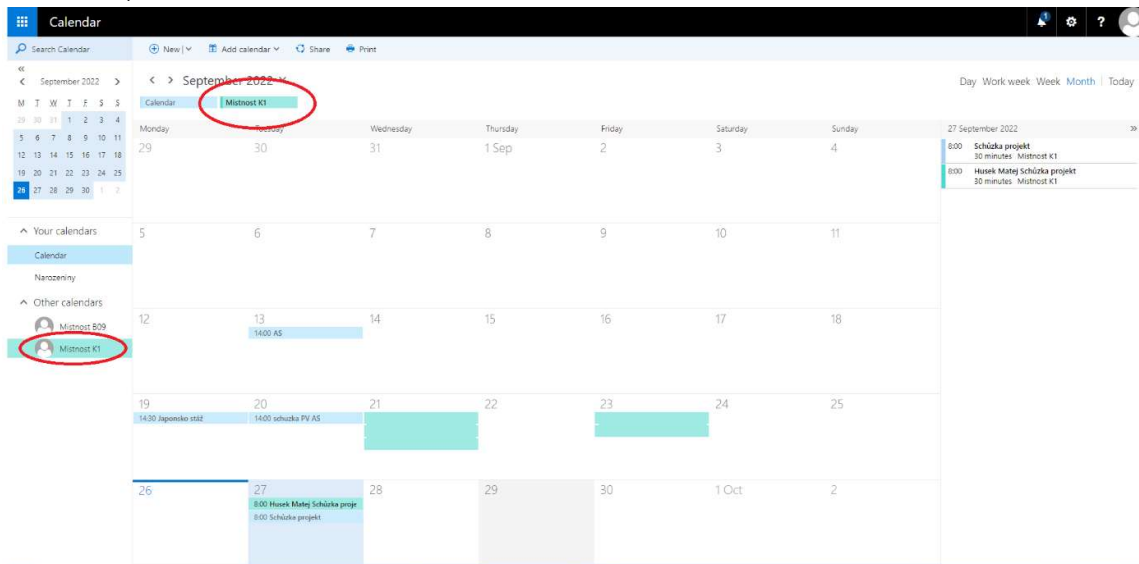 Calendar
1
?
Search Calendar
New
Add calendar
Share
Print
«
< September 2022 >
M T W T F S S
29 30 31 1 2 3 4
5 6 7 8 9 10 11
12 13 14 15 16 17 18
19 20 21 22 23 24 25
26 27 28 29 30 1 2
Your calendars
Calendar
Narozeniny
Other calendars
Mistnost B09
Mistnost K1
< > September 2022
Day Work week Week Month Today
Calendar
Mistnost K1
Monday Tuesday Wednesday Thursday Friday Saturday Sunday
29 30 31 1 Sep 2 3 4
5 6 7 8 9 10 11
12 13 14 15 16 17 18
14:00 AS
19 20 21 22 23 24 25
14:30 Japonsko stáž
14:00 schuzka PV AS
26 27 28 29 30 1 Oct 2
8:00 Husek Matej Schůzka proje
8:00 Schůzka projekt
27 September 2022 »
8:00 Schůzka projekt
30 minutes Mistnost K1
8:00 Husek Matej Schůzka projekt
30 minutes Mistnost K1